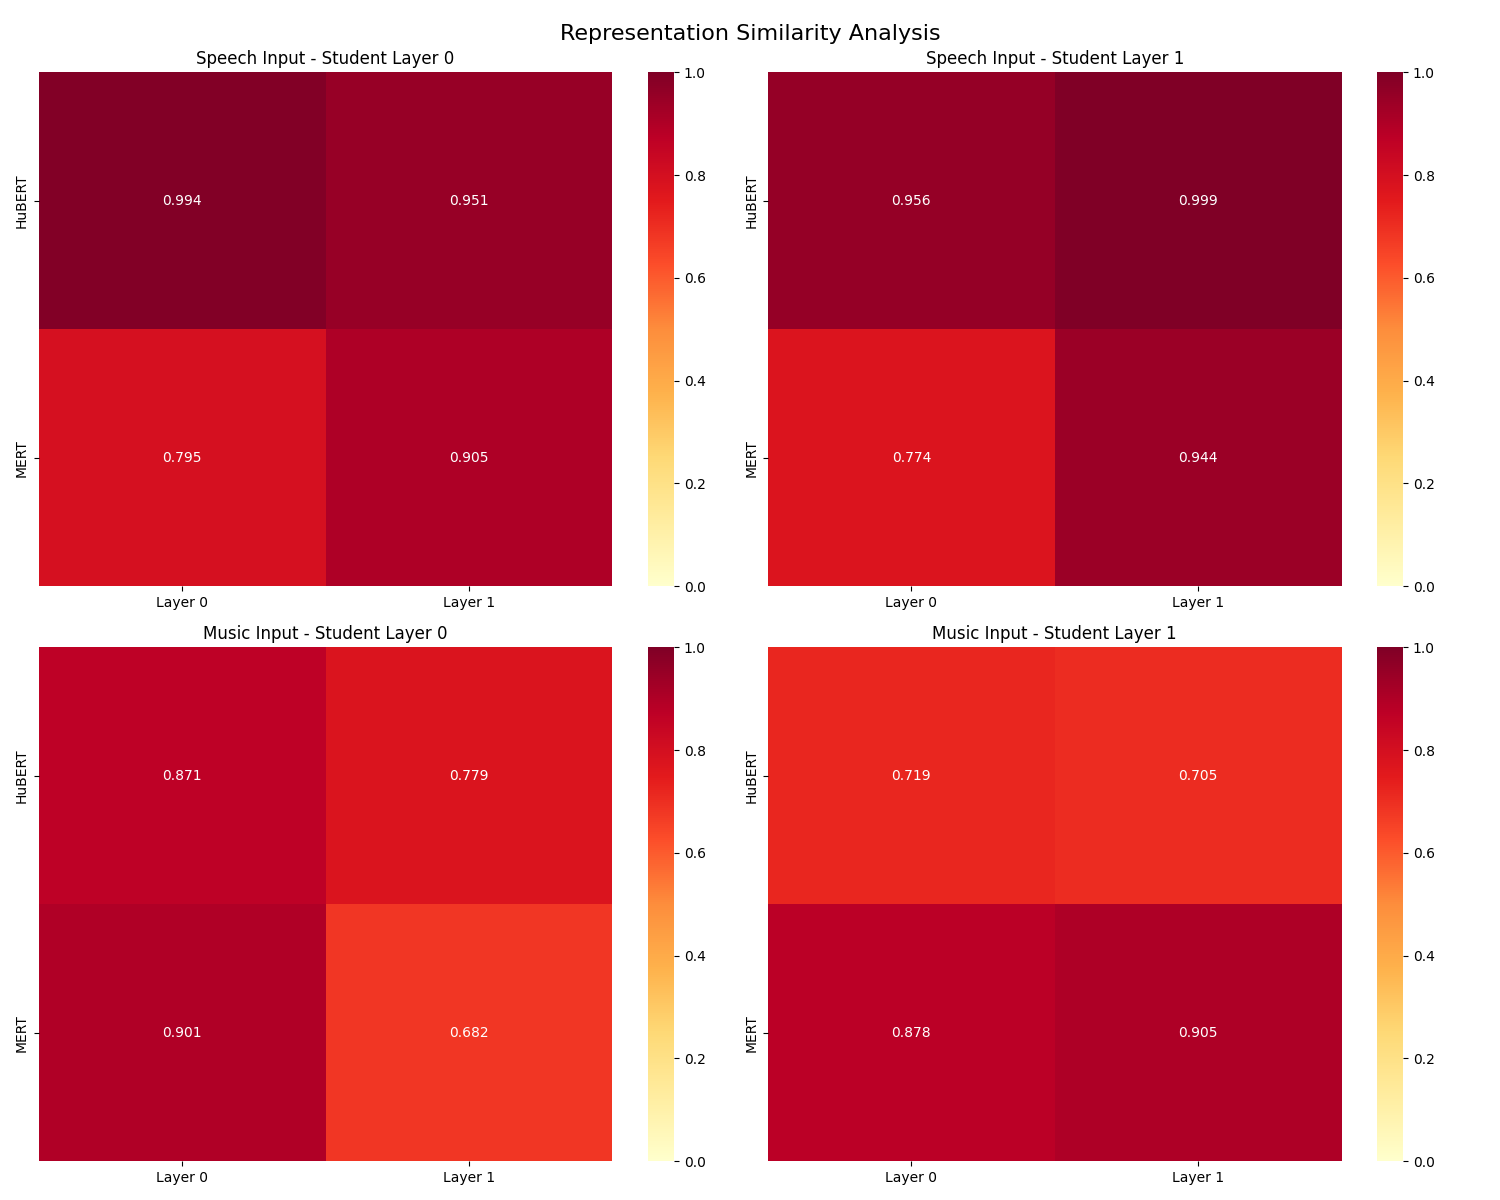 Representation Similarity Analysis
Speech Input - Student Layer 0
HuBERT
MERT
0.994
0.951
0.795
0.905
Layer 0
Layer 1
1.0
0.8
0.6
0.4
0.2
0.0
Speech Input - Student Layer 1
HuBERT
MERT
0.956
0.999
0.774
0.944
Layer 0
Layer 1
1.0
0.8
0.6
0.4
0.2
0.0
Music Input - Student Layer 0
HuBERT
MERT
0.871
0.779
0.901
0.682
Layer 0
Layer 1
1.0
0.8
0.6
0.4
0.2
0.0
Music Input - Student Layer 1
HuBERT
MERT
0.719
0.705
0.878
0.905
Layer 0
Layer 1
1.0
0.8
0.6
0.4
0.2
0.0